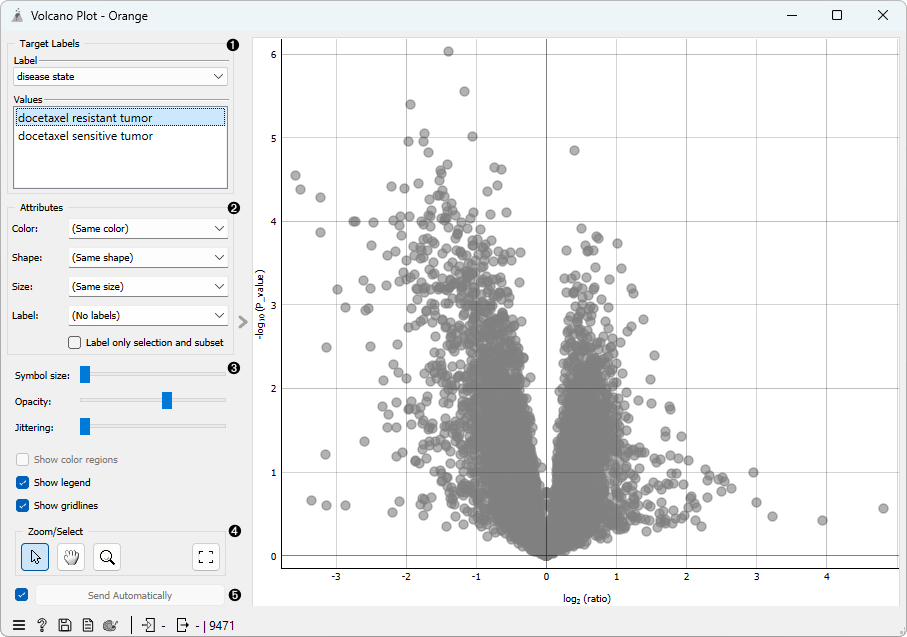 Volcano Plot - Orange
Target Labels
1
Label
disease state
Values
docetaxel resistant tumor
docetaxel sensitive tumor
Attributes
2
Color: (Same color)
Shape: (Same shape)
Size: (Same size)
Label: (No labels)
Label only selection and subset
Symbol size:
3
Opacity:
Jittering:
Show color regions
Show legend
Show gridlines
Zoom/Select
4
Send Automatically
5
- - | 9471
6
5
4
3
2
1
0
-log10 (P_value)
-3 -2 -1 0 1 2 3 4
log2 (ratio)